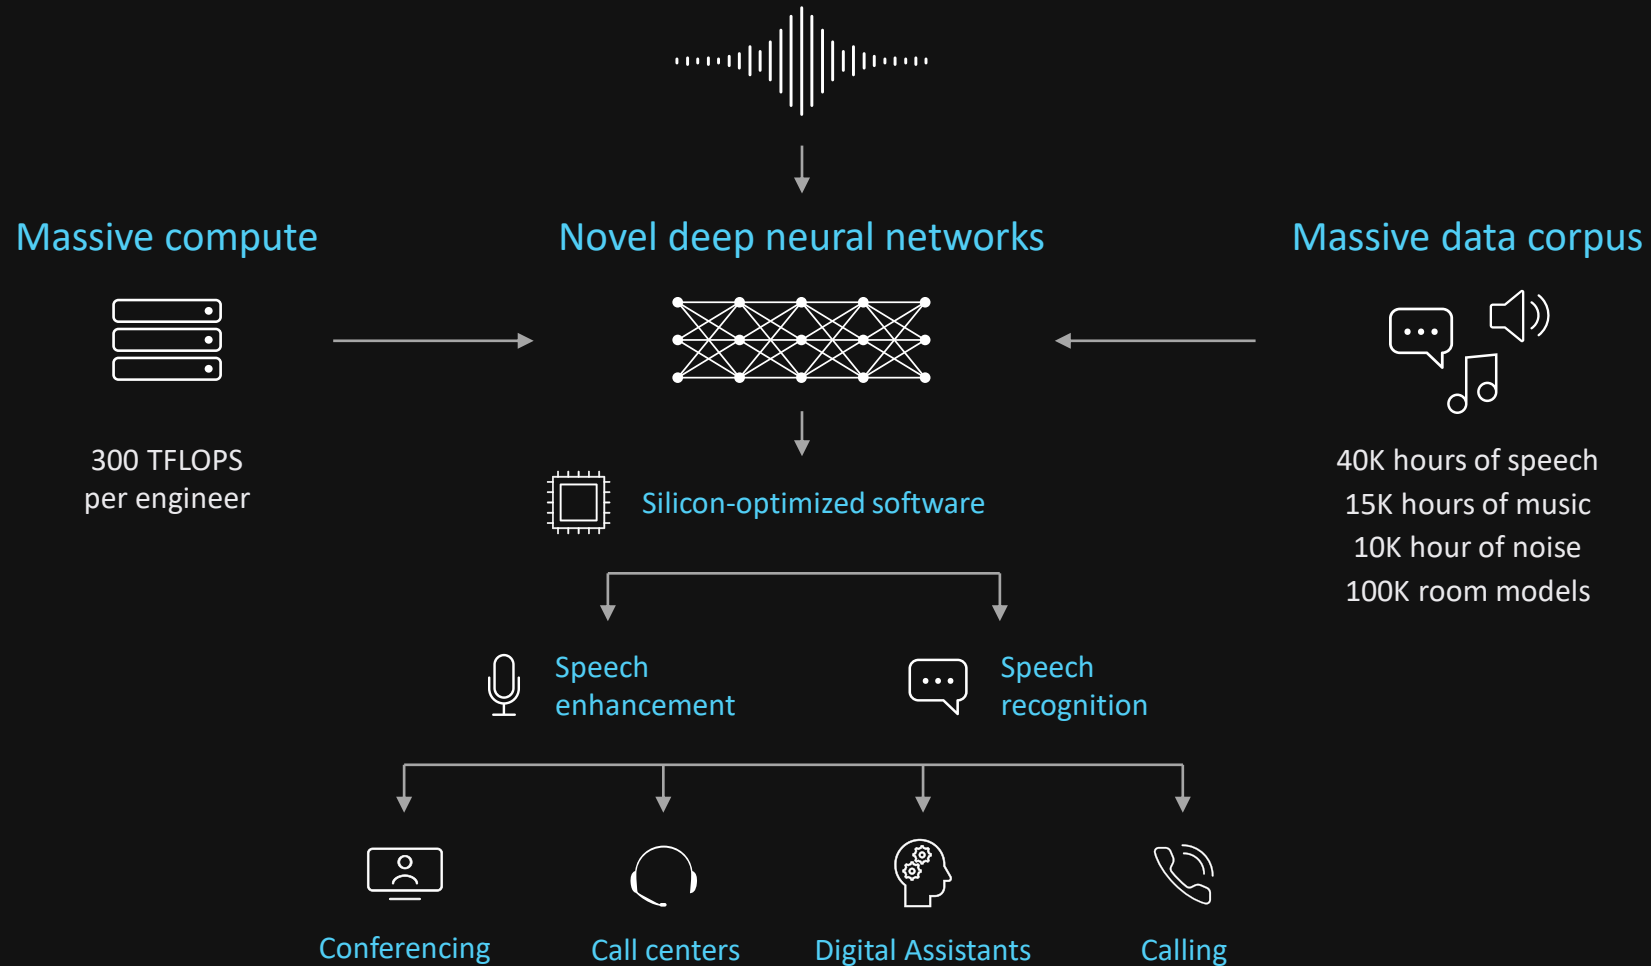 Massive compute
Novel deep neural networks
Massive data corpus
300 TFLOPS
per engineer
40K hours of speech
15K hours of music
10K hour of noise
100K room models
Silicon-optimized software
Speech
enhancement
Speech
recognition
Conferencing
Call centers
Digital Assistants
Calling